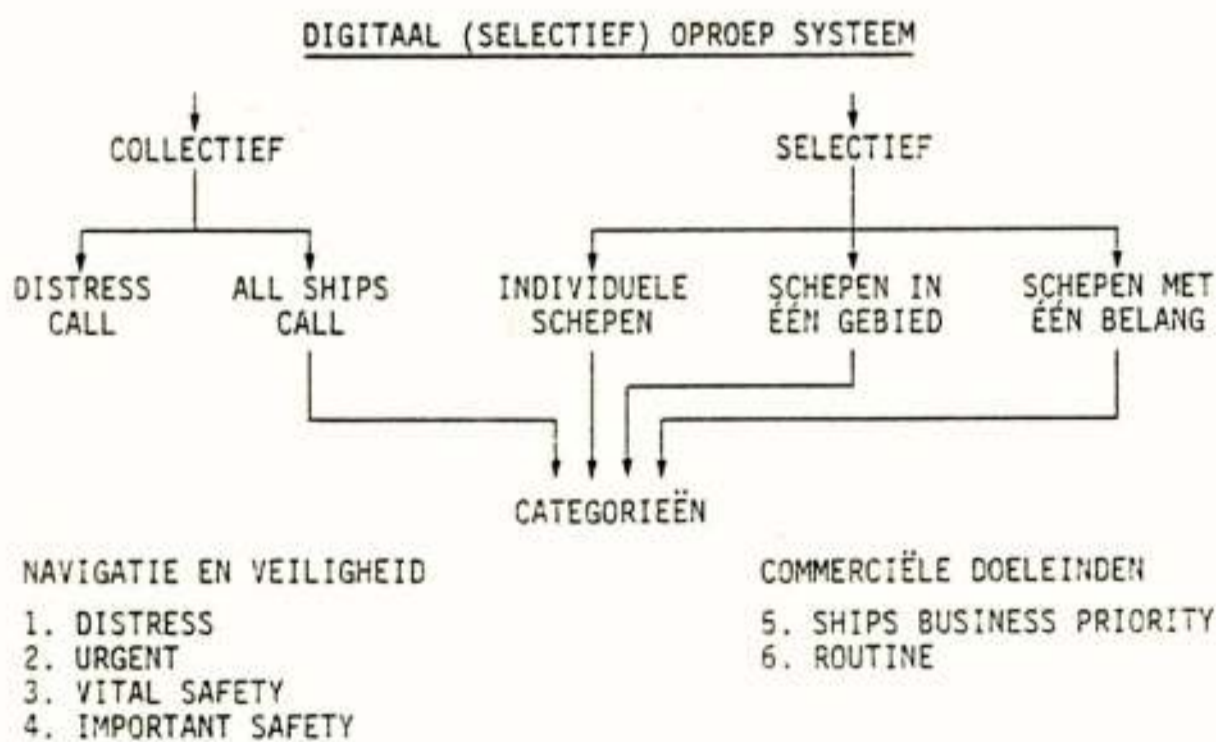 DIGITAAL (SELECTIEF) OPROEP SYSTEEM
COLLECTIEF
SELECTIEF
DISTRESS
CALL
ALL SHIPS
CALL
INDIVIDUELE
SCHEPEN
SCHEPEN IN
ÉÉN GEBIED
SCHEPEN MET
ÉÉN BELANG
CATEGORIEËN
NAVIGATIE EN VEILIGHEID
1. DISTRESS
2. URGENT
3. VITAL SAFETY
4. IMPORTANT SAFETY
COMMERCIËLE DOELEINDEN
5. SHIPS BUSINESS PRIORITY
6. ROUTINE